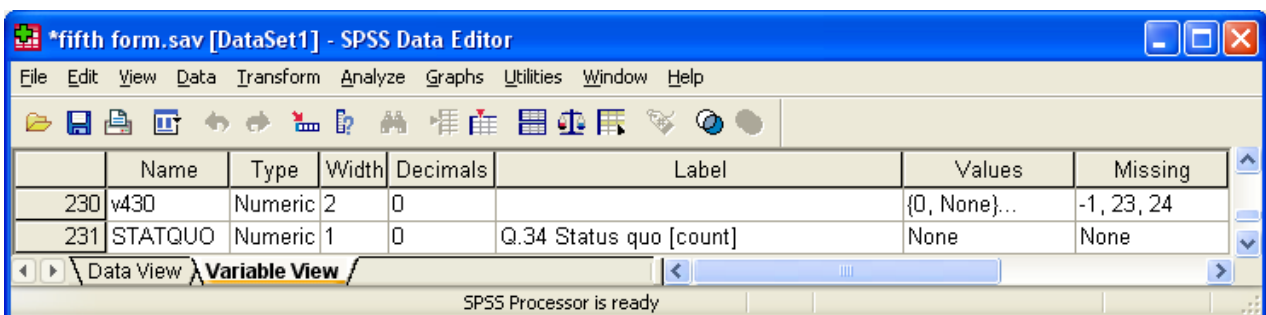 *fifth form.sav [DataSet1] - SPSS Data Editor
File Edit View Data Transform Analyze Graphs Utilities Window Help
Name Type Width Decimals Label Values Missing
230 v430 Numeric 2 0 {0, None}... -1, 23, 24
231 STATQUO Numeric 1 0 Q.34 Status quo [count] None None
Data View Variable View
SPSS Processor is ready